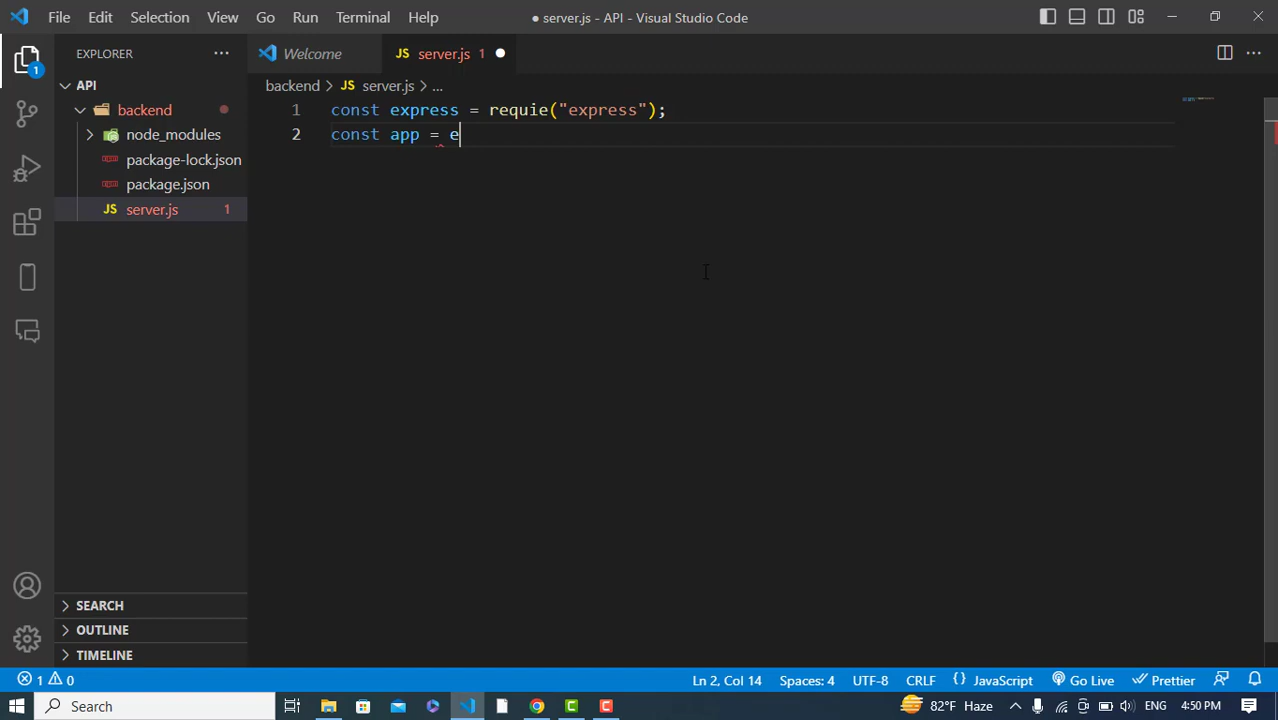 File Edit Selection View Go Run Terminal Help ● server.js - API - Visual Studio Code
EXPLORER ··· Welcome JS server.js 1 ●
1 API backend > JS server.js > ...
backend 1 const express = requie("express");
node_modules 2 const app = e
package-lock.json
package.json
JS server.js 1
SEARCH
OUTLINE
TIMELINE
1 0 Ln 2, Col 14 Spaces: 4 UTF-8 CRLF {} JavaScript Go Live Prettier
Search 82°F Haze ENG 4:50 PM